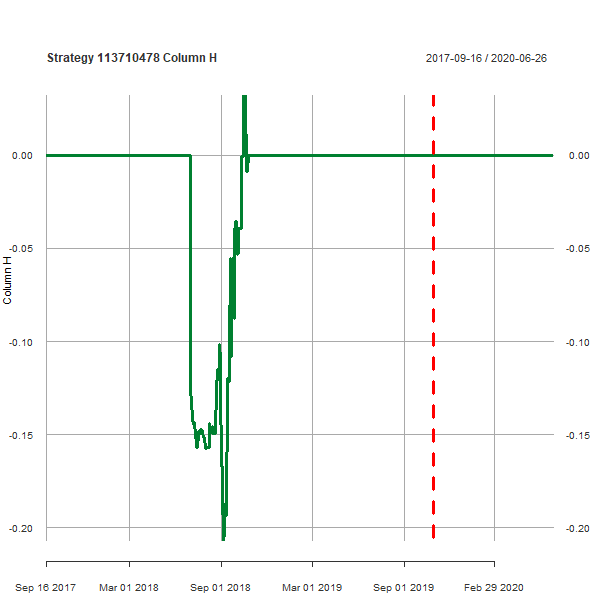 Strategy 113710478 Column H
2017-09-16 / 2020-06-26
0.00
0.00
-0.05
-0.05
Column H
-0.10
-0.10
-0.15
-0.15
-0.20
-0.20
Sep 16 2017
Mar 01 2018
Sep 01 2018
Mar 01 2019
Sep 01 2019
Feb 29 2020